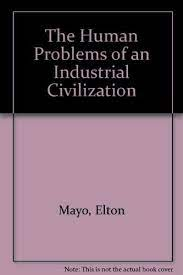 The Human
Problems of an
Industrial
Civilization
Mayo, Elton
Note: This is not the actual book cover